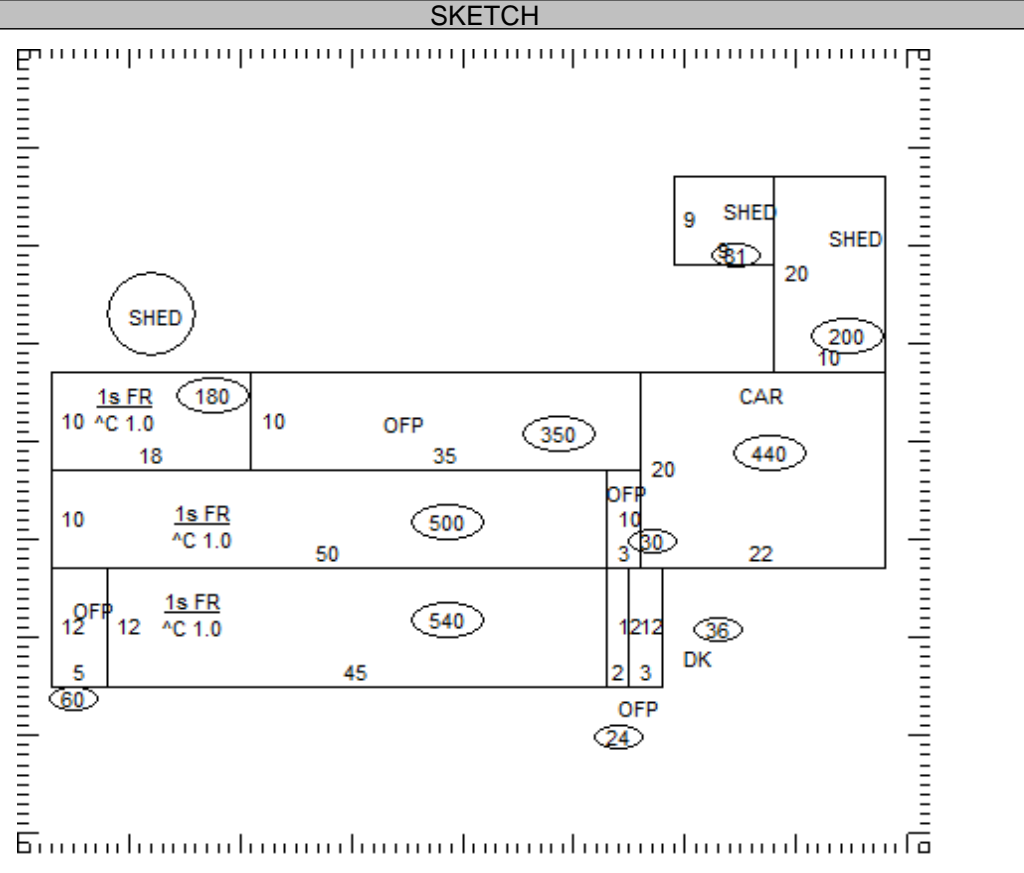 SKETCH
9 SHED
9
81
SHED
20
200
10
SHED
1s FR
180
10 ^C 1.0
18
10 OFP 350
35
CAR
440
20
22
10 1s FR 500
^C 1.0
50
OFP
10
3 30
OFP
12
5
60
12 1s FR 540
^C 1.0
45
12 12
2 3
36
DK
OFP
24